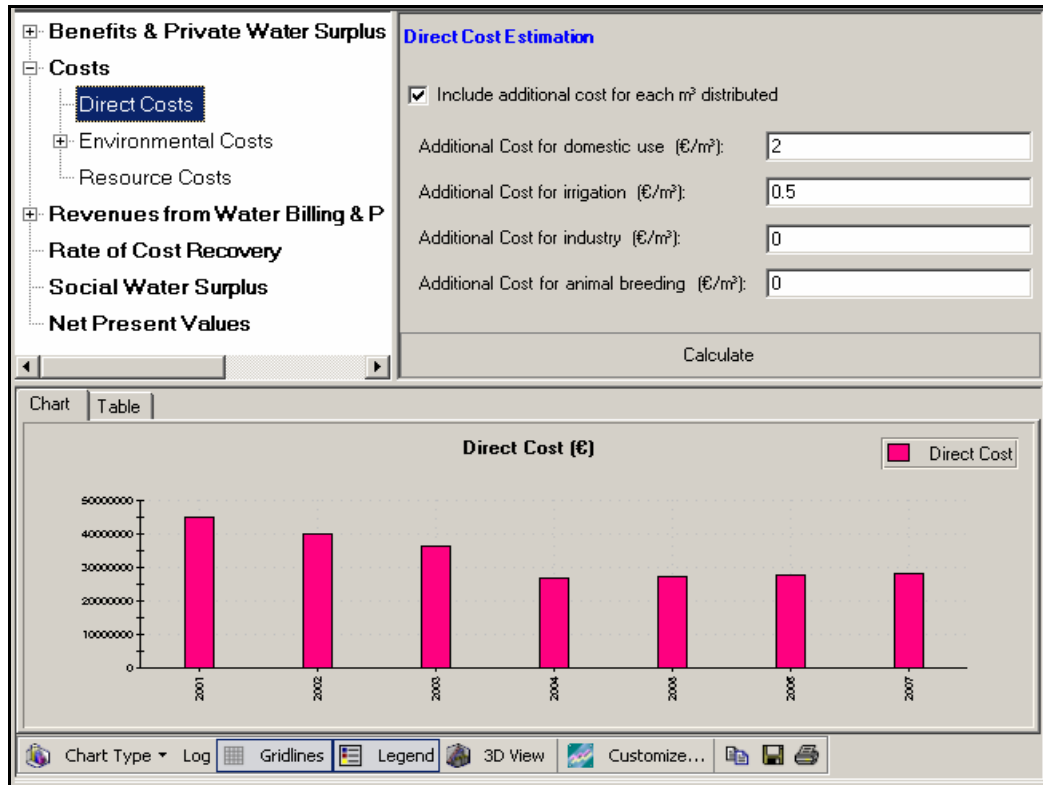 Benefits & Private Water Surplus
Costs
Direct Costs
Environmental Costs
Resource Costs
Revenues from Water Billing & P
Rate of Cost Recovery
Social Water Surplus
Net Present Values
Direct Cost Estimation
Include additional cost for each m³ distributed
Additional Cost for domestic use (€/m³): 2
Additional Cost for irrigation (€/m³): 0.5
Additional Cost for industry (€/m³): 0
Additional Cost for animal breeding (€/m³): 0
Calculate
Chart Table
Direct Cost (€)
Direct Cost
50000000
40000000
30000000
20000000
10000000
0
2001 2002 2003 2004 2005 2006 2007
Chart Type Log Gridlines Legend 3D View Customize...